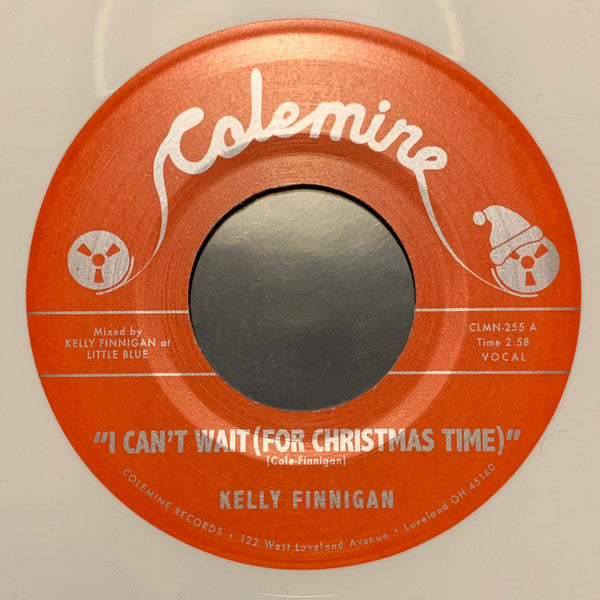 Colemine
Mixed by
KELLY FINNIGAN at
LITTLE BLUE
CLMN-255 A
Time 2:58
VOCAL
"I CAN'T WAIT (FOR CHRISTMAS TIME)"
(Cole-Finnigan)
KELLY FINNIGAN
COLEMINE RECORDS • 122 West Loveland Avenue • Loveland OH 45140